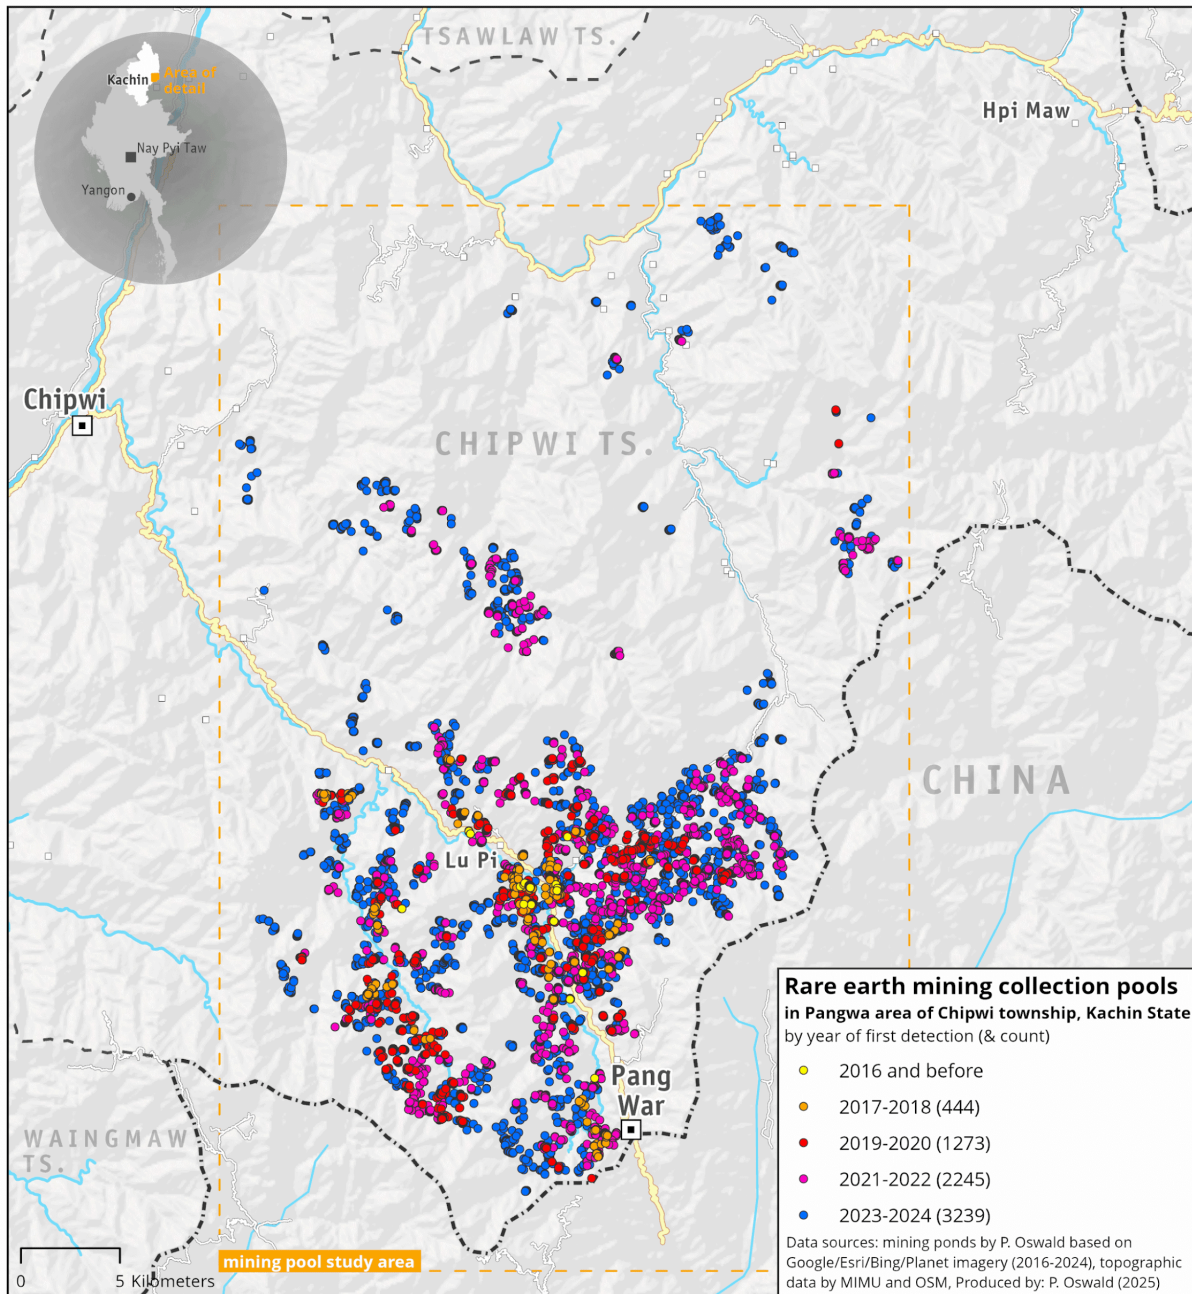 TSAWLAW TS.
Kachin
Area of
detail
Nay Pyi Taw
Yangon
Hpi Maw
Chipwi
CHIPWI TS.
CHINA
Lu Pi
Pang
War
WAINGMAW
TS.
Rare earth mining collection pools
in Pangwa area of Chipwi township, Kachin State
by year of first detection (& count)
2016 and before
2017-2018 (444)
2019-2020 (1273)
2021-2022 (2245)
2023-2024 (3239)
Data sources: mining ponds by P. Oswald based on
Google/Esri/Bing/Planet imagery (2016-2024), topographic
data by MIMU and OSM, Produced by: P. Oswald (2025)
mining pool study area
0 5 Kilometers